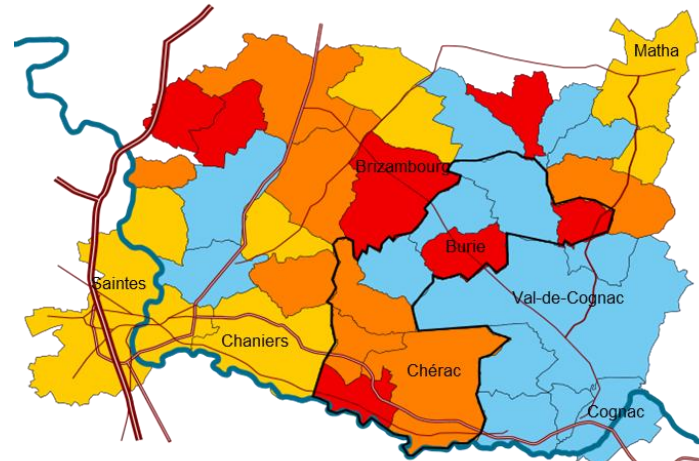 Matha
Brizambourg
Burie
Saintes
Val-de-Cognac
Chaniers
Chérac
Cognac